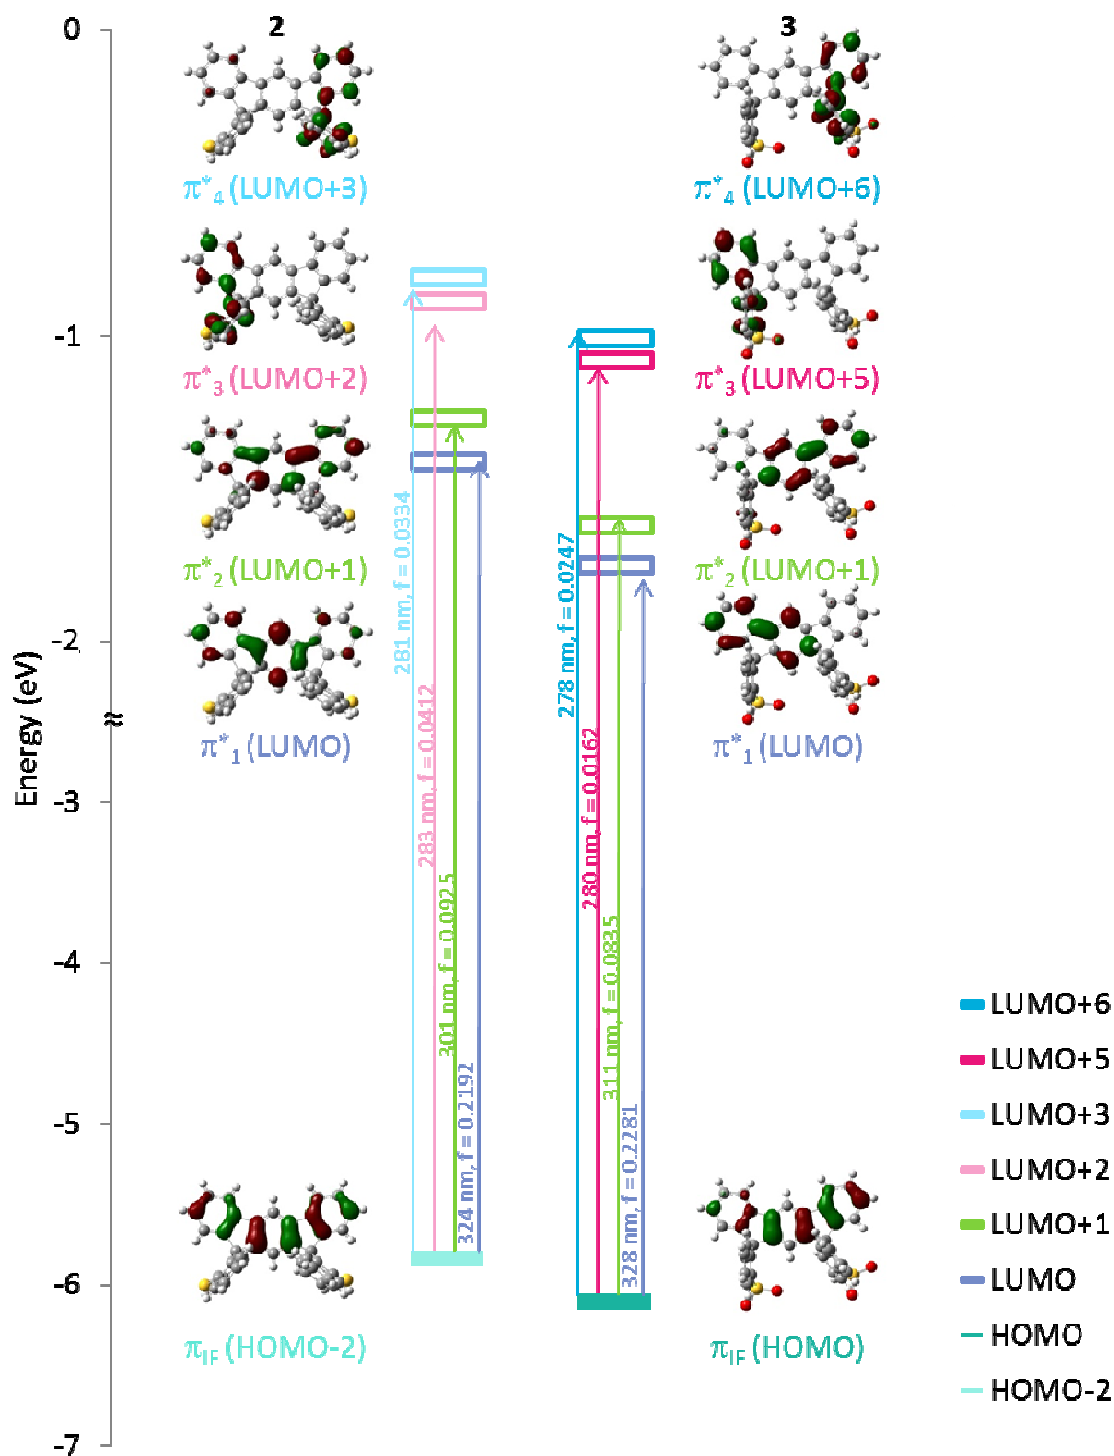 0
2
3
π*4 (LUMO+3)
π*4 (LUMO+6)
π*3 (LUMO+2)
π*3 (LUMO+5)
-1
π*2 (LUMO+1)
π*2 (LUMO+1)
-2
π*1 (LUMO)
π*1 (LUMO)
Energy (eV)
≈
-3
-4
-5
-6
-7
281 nm, f = 0.0334
283 nm, f = 0.0412
301 nm, f = 0.0925
324 nm, f = 0.2192
278 nm, f = 0.0247
280 nm, f = 0.0162
311 nm, f = 0.0835
328 nm, f = 0.2281
πIF (HOMO-2)
πIF (HOMO)
LUMO+6
LUMO+5
LUMO+3
LUMO+2
LUMO+1
LUMO
HOMO
HOMO-2